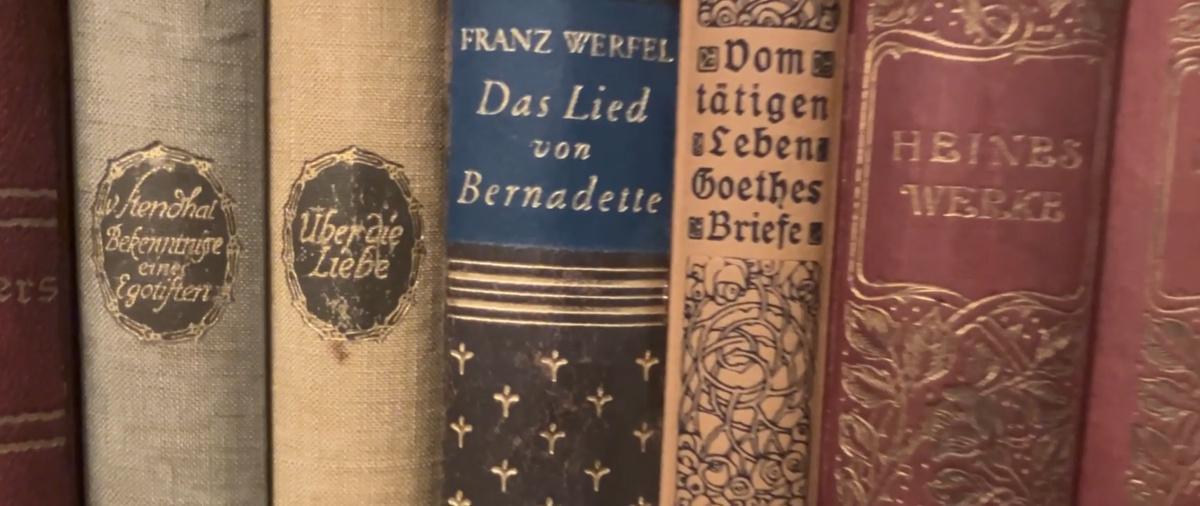 ers
v Stendhal
Bekenntnisse
eines
Egotisten
Über die
Liebe
FRANZ WERFEL
Das Lied
von
Bernadette
Vom
tätigen
Leben
Goethes
Briefe
HEINES
WERKE